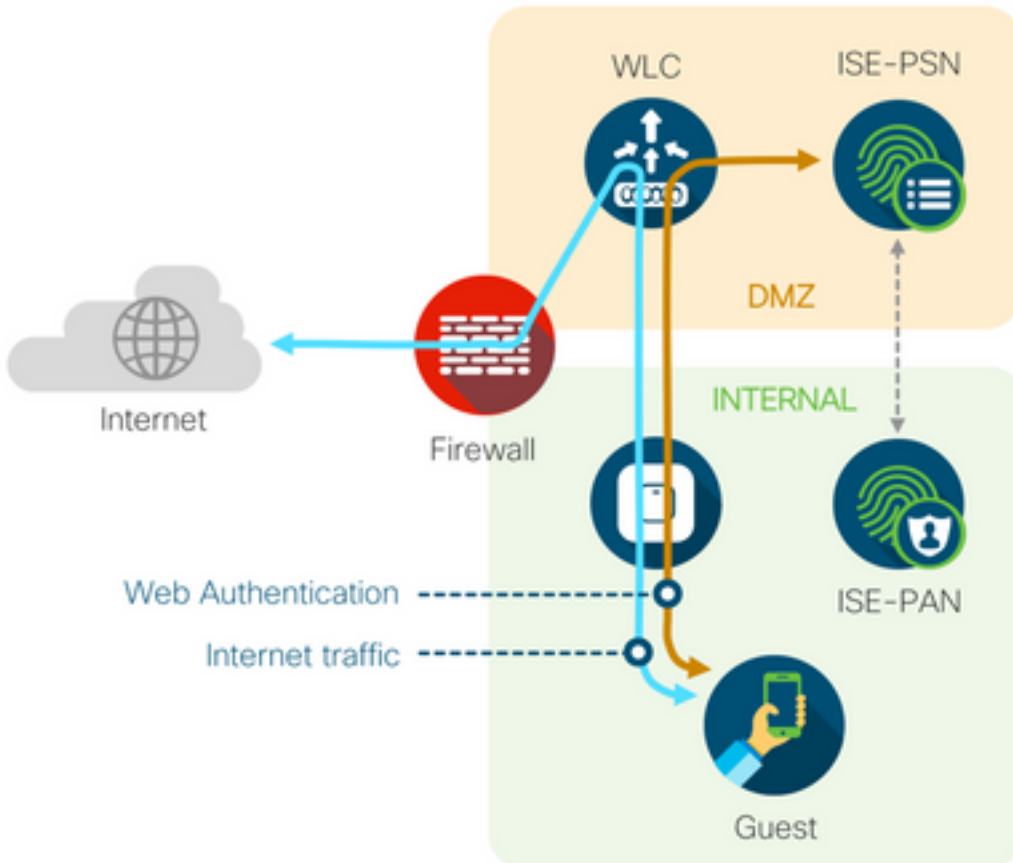 WLC
ISE-PSN
DMZ
Internet
Firewall
INTERNAL
Web Authentication
ISE-PAN
Internet traffic
Guest